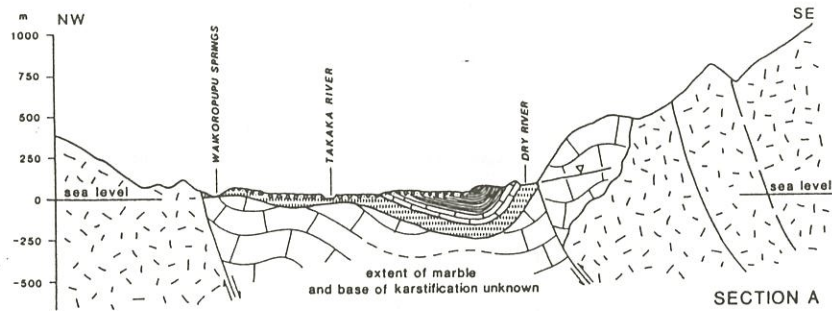 m
NW
SE
1000
750
500
250
0
-250
-500
WAIKOROPUPU SPRINGS
TAKAKA RIVER
DRY RIVER
sea level
sea level
extent of marble
and base of karstification unknown
SECTION A